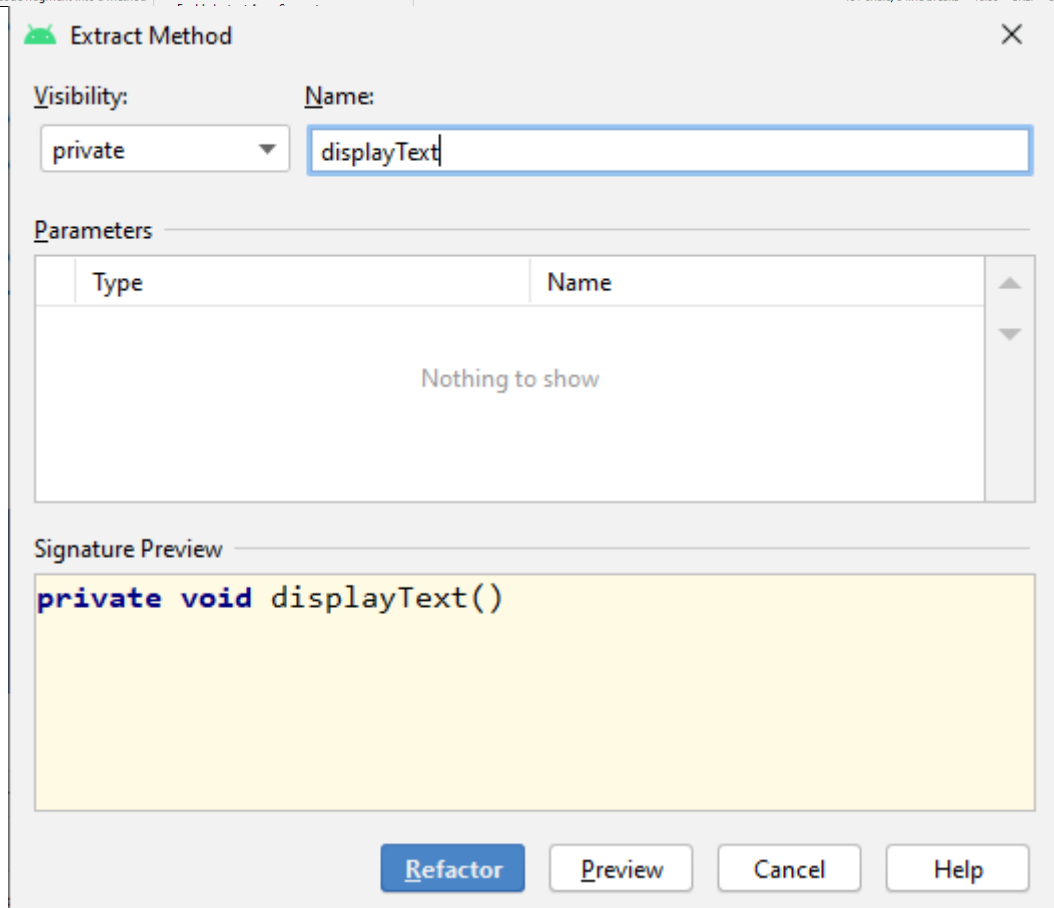 Extract Method
Visibility: Name:
private displayText
Parameters
Type Name
Nothing to show
Signature Preview
private void displayText()
Refactor Preview Cancel Help